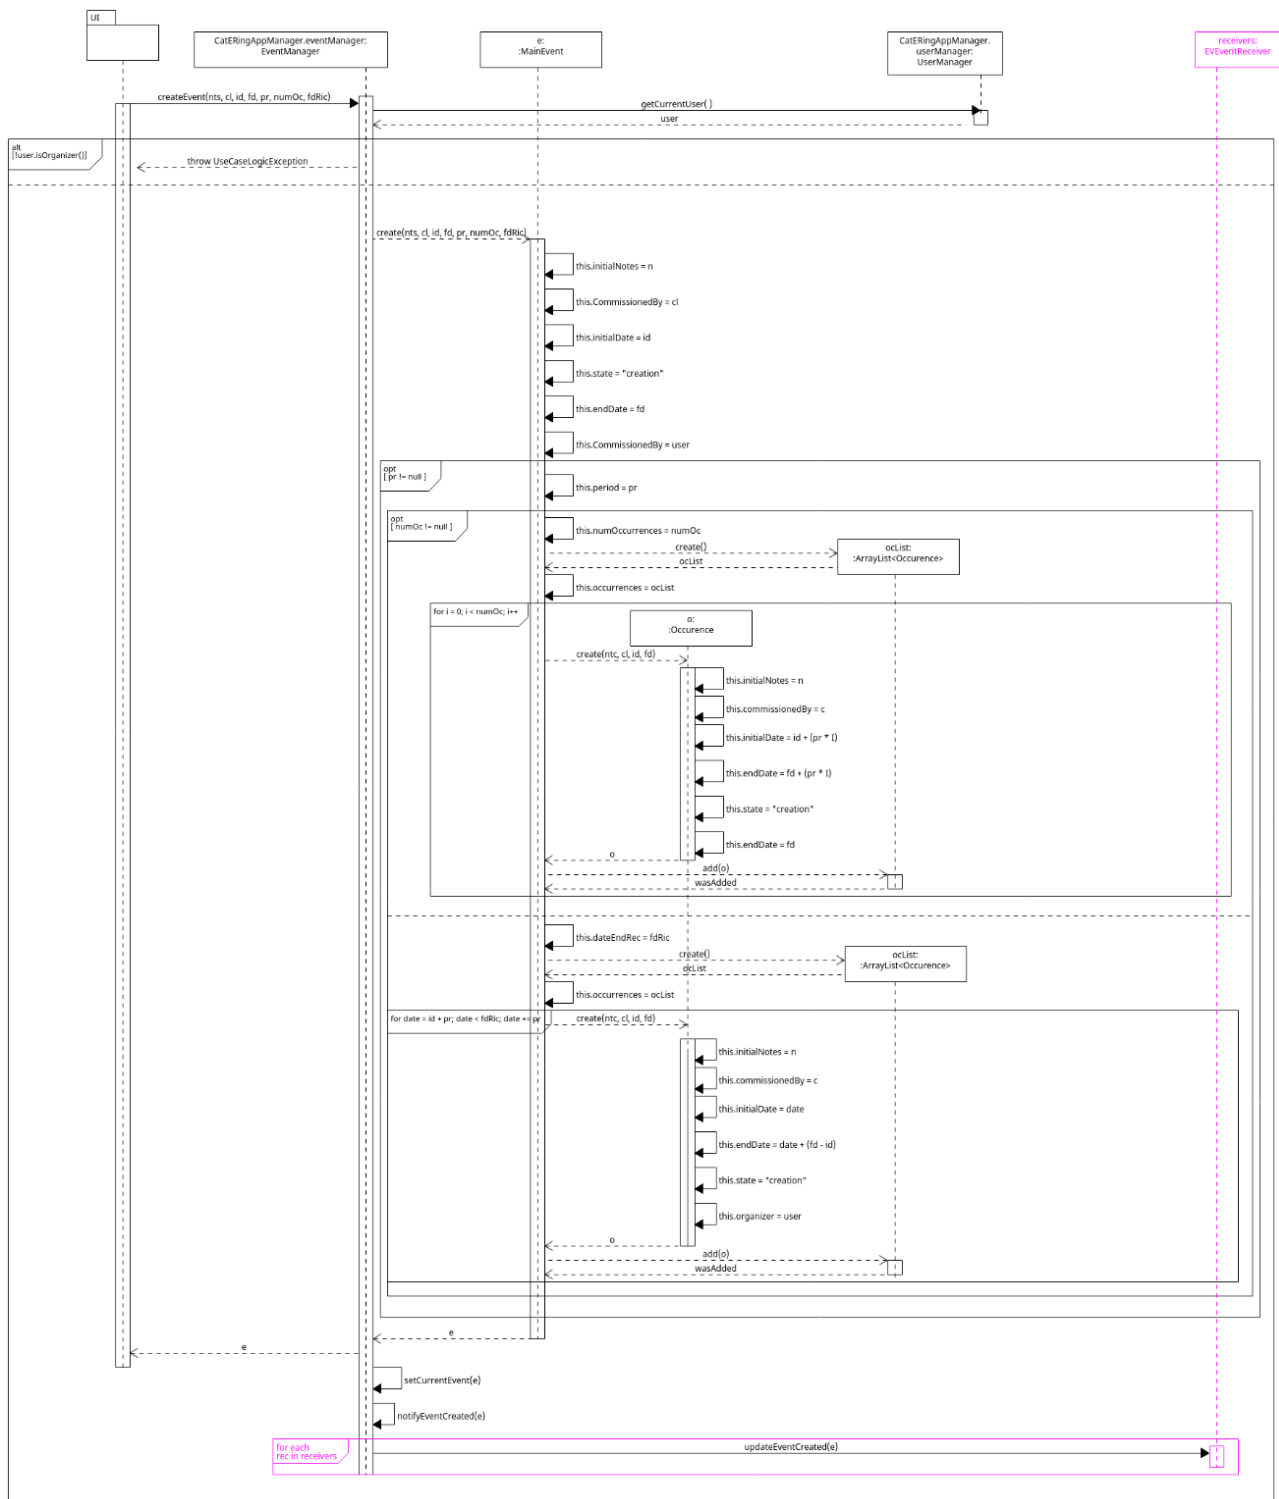 UI
CatERingAppManager.eventManager:
EventManager
e:
:MainEvent
CatERingAppManager.
userManager:
UserManager
receivers:
EVEventReceiver
createEvent(nts, cl, id, fd, pr, numOc, fdRic)
getCurrentUser( )
user
alt
[!user.isOrganizer()]
throw UseCaseLogicException
create(nts, cl, id, fd, pr, numOc, fdRic)
this.initialNotes = n
this.CommissionedBy = cl
this.initialDate = id
this.state = "creation"
this.endDate = fd
this.CommissionedBy = user
opt
[ pr != null ]
this.period = pr
opt
[ numOc != null ]
this.numOccurrences = numOc
create()
ocList:
:ArrayList<Occurence>
ocList
this.occurrences = ocList
for i = 0; i < numOc; i++
o:
:Occurence
create(ntc, cl, id, fd)
this.initialNotes = n
this.commissionedBy = c
this.initialDate = id + (pr * I)
this.endDate = fd + (pr * I)
this.state = "creation"
this.endDate = fd
o
add(o)
wasAdded
this.dateEndRec = fdRic
create()
ocList:
:ArrayList<Occurence>
ocList
this.occurrences = ocList
for date = id + pr; date < fdRic; date += pr
create(ntc, cl, id, fd)
this.initialNotes = n
this.commissionedBy = c
this.initialDate = date
this.endDate = date + (fd - id)
this.state = "creation"
this.organizer = user
o
add(o)
wasAdded
e
e
setCurrentEvent(e)
notifyEventCreated(e)
for each
rec in receivers
updateEventCreated(e)